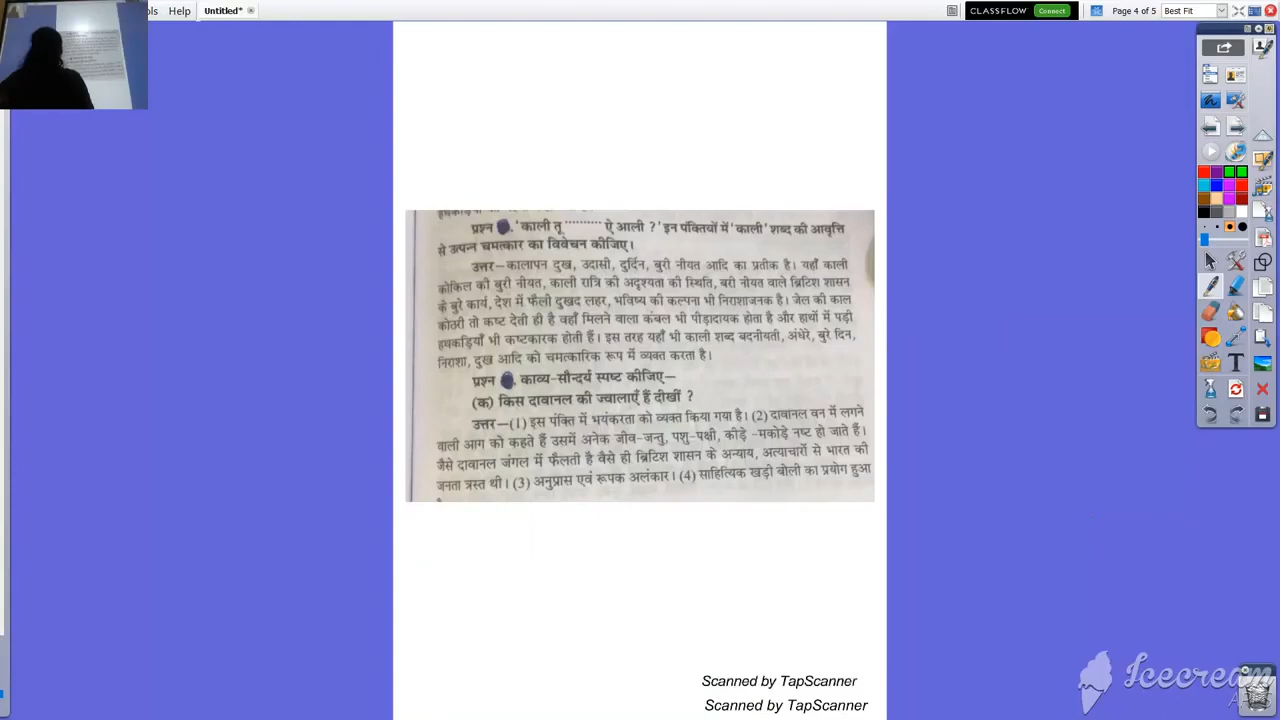 ols Help Untitled* CLASSFLOW Connect Page 4 of 5 Best Fit
प्रश्न . 'काली तू ·········· ऐ आली ?' इन पंक्तियों में 'काली' शब्द की आवृत्ति
से उत्पन्न चमत्कार का विवेचन कीजिए।
उत्तर—कालापन दुख, उदासी, दुर्दिन, बुरी नीयत आदि का प्रतीक है। यहाँ काली
कोकिल की बुरी नीयत, काली रात्रि की अदृश्यता की स्थिति, बरी नीयत वाले ब्रिटिश शासन
के बुरे कार्य, देश में फैली दुखद लहर, भविष्य की कल्पना भी निराशाजनक है। जेल की काल
कोठरी तो कष्ट देती ही है वहाँ मिलने वाला कंबल भी पीड़ादायक होता है और हाथों में पड़ी
हथकड़ियाँ भी कष्टकारक होती हैं। इस तरह यहाँ भी काली शब्द बदनीयती, अंधेरे, बुरे दिन,
निराशा, दुख आदि को चमत्कारिक रूप में व्यक्त करता है।
प्रश्न . काव्य-सौन्दर्य स्पष्ट कीजिए—
(क) किस दावानल की ज्वालाएँ हैं दीखीं ?
उत्तर—(1) इस पंक्ति में भयंकरता को व्यक्त किया गया है। (2) दावानल वन में लगने
वाली आग को कहते हैं उसमें अनेक जीव-जन्तु, पशु-पक्षी, कीड़े -मकोड़े नष्ट हो जाते हैं।
जैसे दावानल जंगल में फैलती है वैसे ही ब्रिटिश शासन के अन्याय, अत्याचारों से भारत की
जनता त्रस्त थी। (3) अनुप्रास एवं रूपक अलंकार। (4) साहित्यिक खड़ी बोली का प्रयोग हुआ
Scanned by TapScanner
Scanned by TapScanner
Icecream
APPS